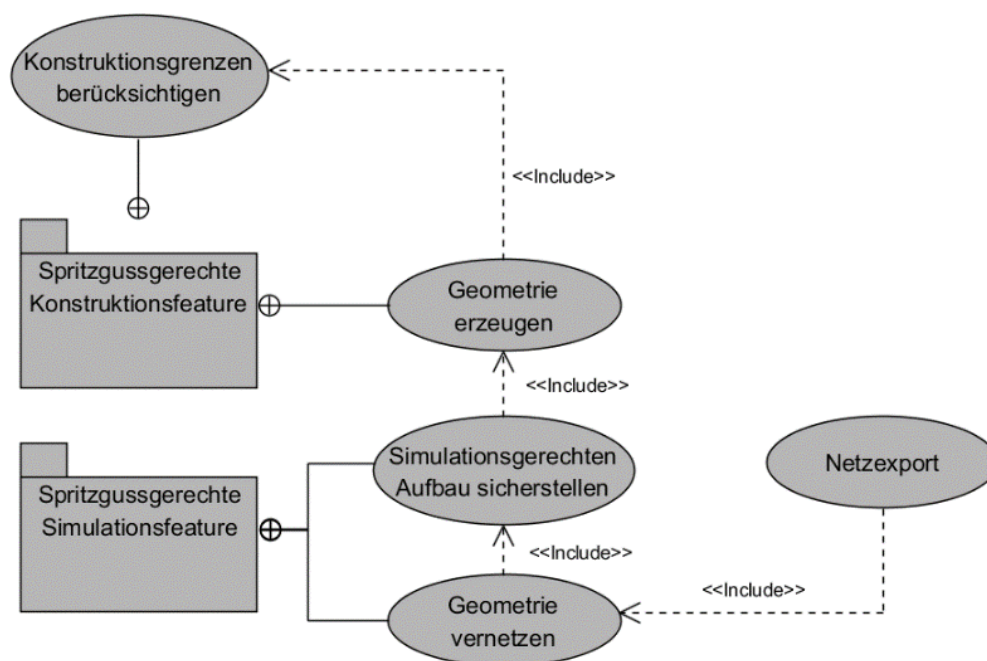 Konstruktionsgrenzen
berücksichtigen
<<Include>>
Spritzgussgerechte
Konstruktionsfeature
Geometrie
erzeugen
<<Include>>
Simulationsgerechten
Aufbau sicherstellen
Netzexport
Spritzgussgerechte
Simulationsfeature
<<Include>>
<<Include>>
Geometrie
vernetzen